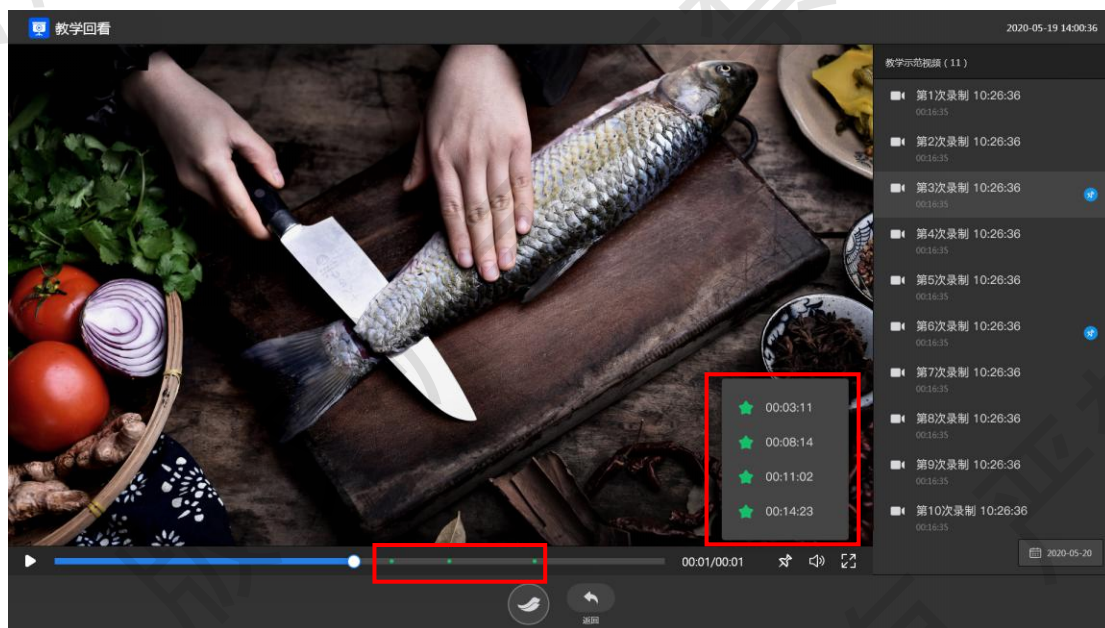 教学回看
2020-05-19 14:00:36
教学示范视频（11）
第1次录制 10:26:36
00:16:35
第2次录制 10:26:36
00:16:35
第3次录制 10:26:36
00:16:35
第4次录制 10:26:36
00:16:35
第5次录制 10:26:36
00:16:35
第6次录制 10:26:36
00:16:35
第7次录制 10:26:36
00:16:35
第8次录制 10:26:36
00:16:35
第9次录制 10:26:36
00:16:35
第10次录制 10:26:36
00:16:35
2020-05-20
00:03:11
00:08:14
00:11:02
00:14:23
00:01/00:01
返回